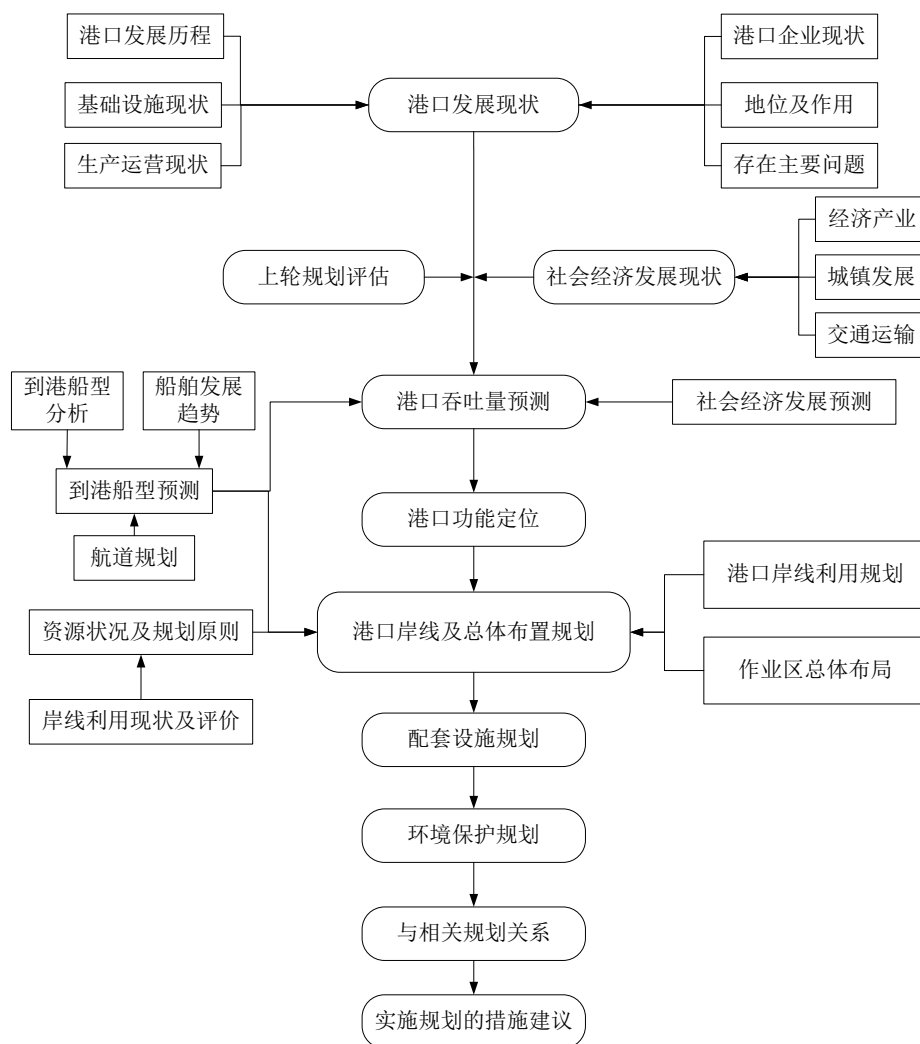 港口发展历程
港口企业现状
基础设施现状
港口发展现状
地位及作用
生产运营现状
存在主要问题
经济产业
上轮规划评估
社会经济发展现状
城镇发展
交通运输
到港船型
分析
船舶发展
趋势
港口吞吐量预测
社会经济发展预测
到港船型预测
港口功能定位
航道规划
港口岸线利用规划
资源状况及规划原则
港口岸线及总体布置规划
作业区总体布局
岸线利用现状及评价
配套设施规划
环境保护规划
与相关规划关系
实施规划的措施建议